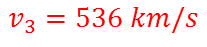 v₃ = 536 km/s